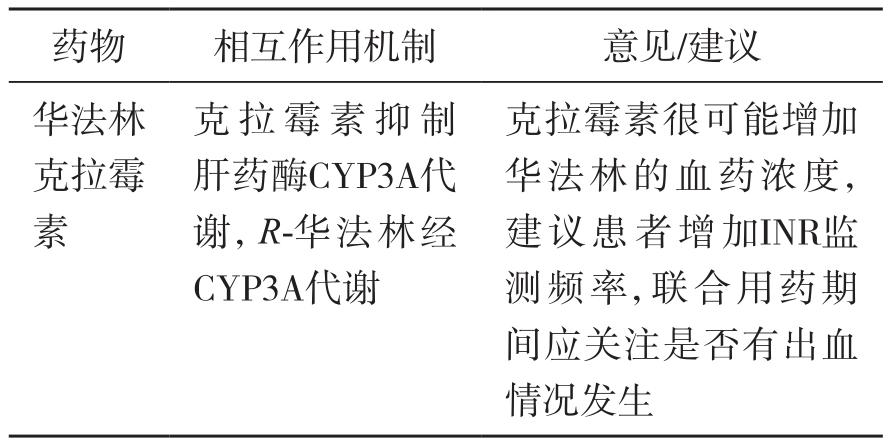 药物 相互作用机制 意见/建议
华法林
克拉霉
素
克拉霉素抑制
肝药酶CYP3A代
谢，R-华法林经
CYP3A代谢
克拉霉素很可能增加
华法林的血药浓度，
建议患者增加INR监
测频率，联合用药期
间应关注是否有出血
情况发生